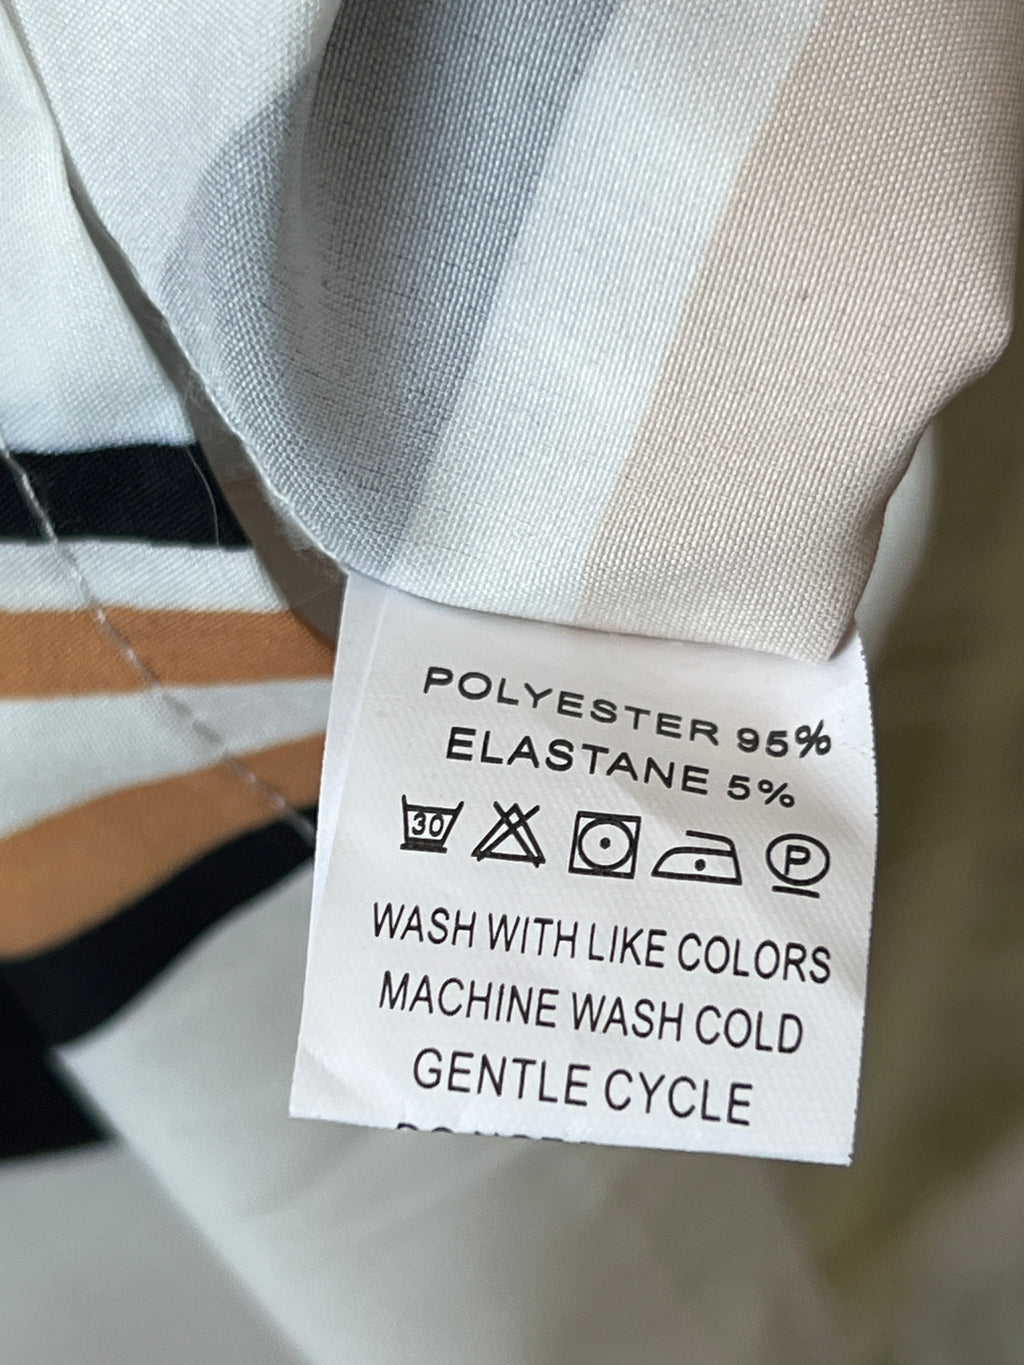 POLYESTER 95%
ELASTANE 5%
30 P
WASH WITH LIKE COLORS
MACHINE WASH COLD
GENTLE CYCLE